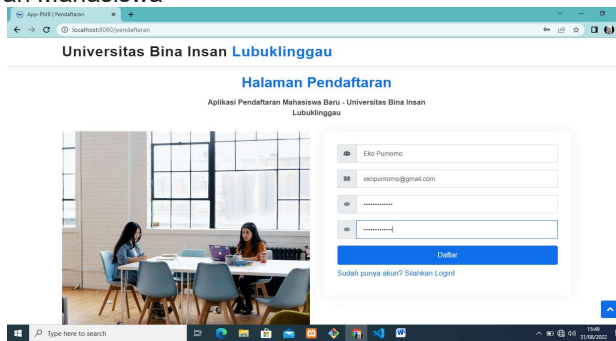 an Mahasiswa
App-PMB | Pendaftaran
localhost:8080/pendaftaran
Universitas Bina Insan Lubuklinggau
Halaman Pendaftaran
Aplikasi Pendaftaran Mahasiswa Baru - Universitas Bina Insan
Lubuklinggau
Eko Purnomo
ekopurnomo@gmail.com
Daftar
Sudah punya akun? Silahkan Login!
Type here to search
15:49
31/08/2022